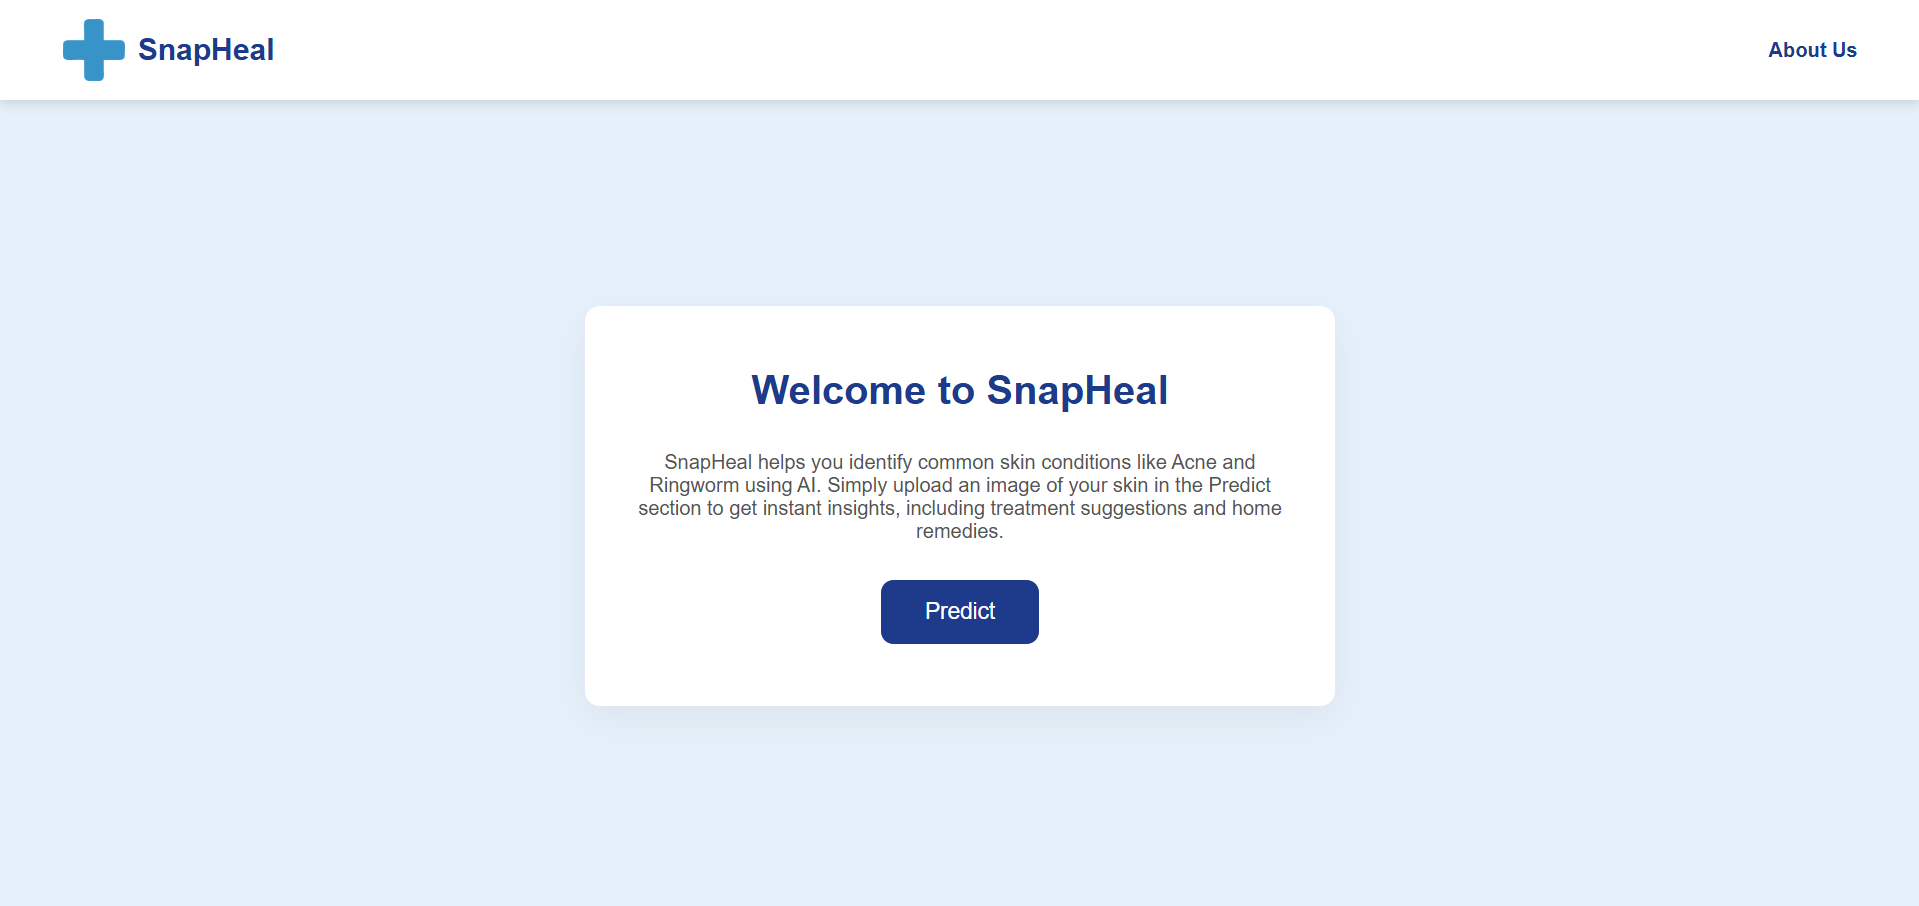 SnapHeal
About Us
Welcome to SnapHeal
SnapHeal helps you identify common skin conditions like Acne and
Ringworm using AI. Simply upload an image of your skin in the Predict
section to get instant insights, including treatment suggestions and home
remedies.
Predict